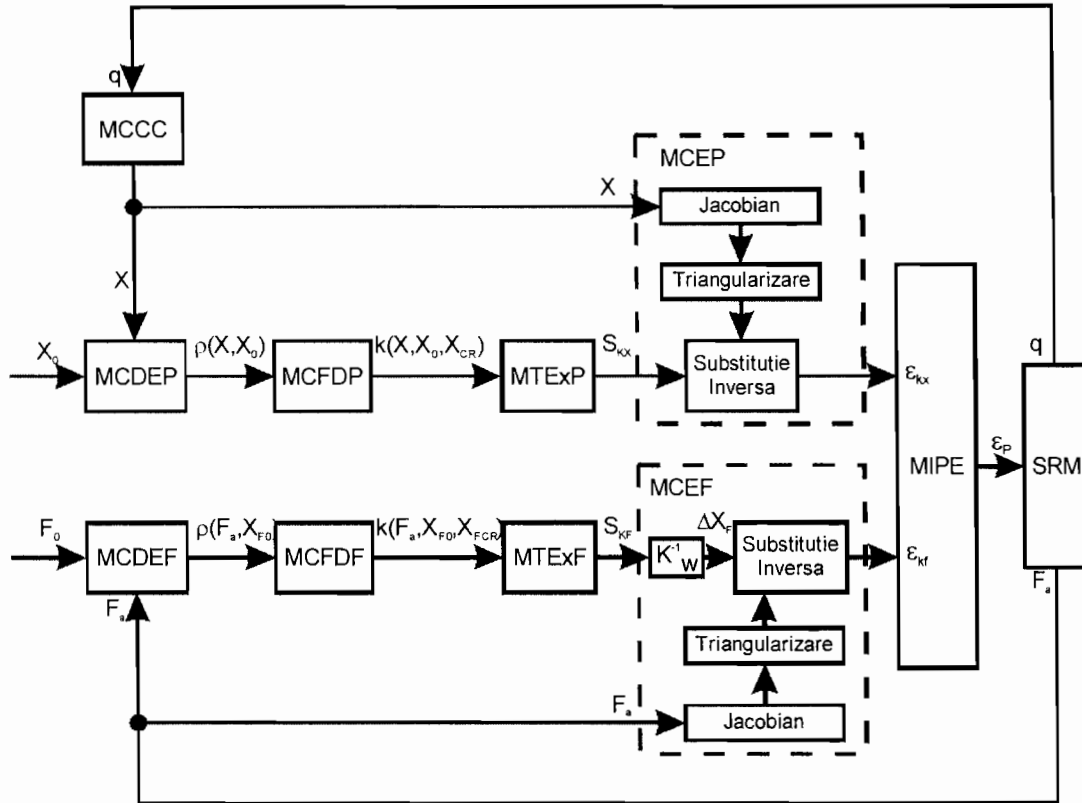 q
MCCC
MCEP
X
Jacobian
X
Triangularizare
X₀
MCDEP
ρ(X,X₀)
MCFDP
k(X,X₀,X_CR)
MTExP
S_KX
Substitutie
Inversa
ε_kx
q
MIPE
ε_P
SRM
MCEF
F₀
MCDEF
ρ(F_a,X_F0)
MCFDF
k(F_a,X_F0,X_FCR)
MTExF
S_KF
K⁻¹_W
ΔX_F
Substitutie
Inversa
ε_kf
F_a
F_a
Triangularizare
F_a
Jacobian